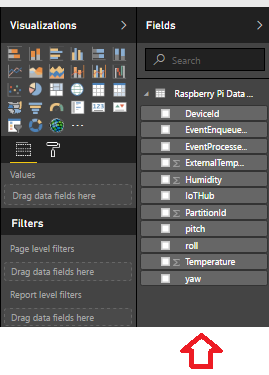 Visualizations
Values
Drag data fields here
Filters
Page level filters
Drag data fields here
Report level filters
Drag data fields here
Fields
Search
Raspberry Pi Data ...
DeviceId
EventEnqueue...
EventProcesse...
ExternalTemp...
Humidity
IoTHub
PartitionId
pitch
roll
Temperature
yaw